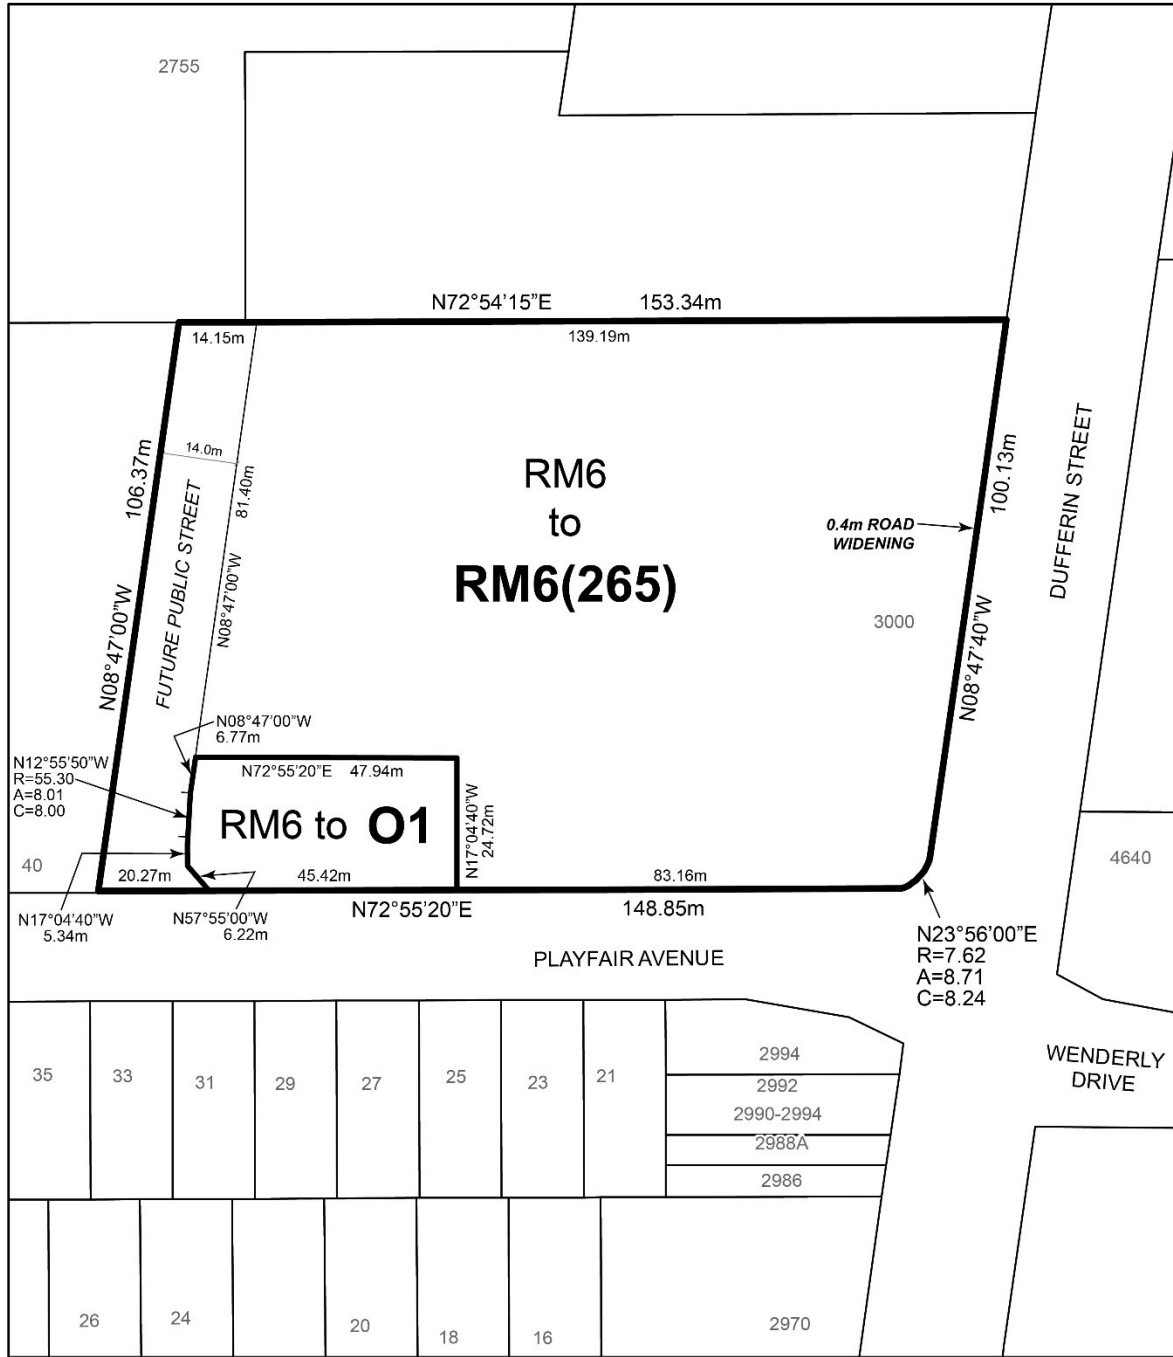 2755
N72°54’15”E 153.34m
14.15m
139.19m
14.0m
106.37m
81.40m
FUTURE PUBLIC STREET
N08°47’00”W
N08°47’00”W
RM6
to
RM6(265)
0.4m ROAD
WIDENING
100.13m
DUFFERIN STREET
3000
N08°47’40”W
N08°47’00”W
6.77m
N12°55’50”W
R=55.30
A=8.01
C=8.00
N72°55’20”E 47.94m
RM6 to O1
N17°04’40”W
24.72m
40
20.27m
45.42m
83.16m
4640
N17°04’40”W
5.34m
N57°55’00”W
6.22m
N72°55’20”E 148.85m
PLAYFAIR AVENUE
N23°56’00”E
R=7.62
A=8.71
C=8.24
35
33
31
29
27
25
23
21
2994
2992
2990-2994
2988A
2986
WENDERLY
DRIVE
26
24
20
18
16
2970